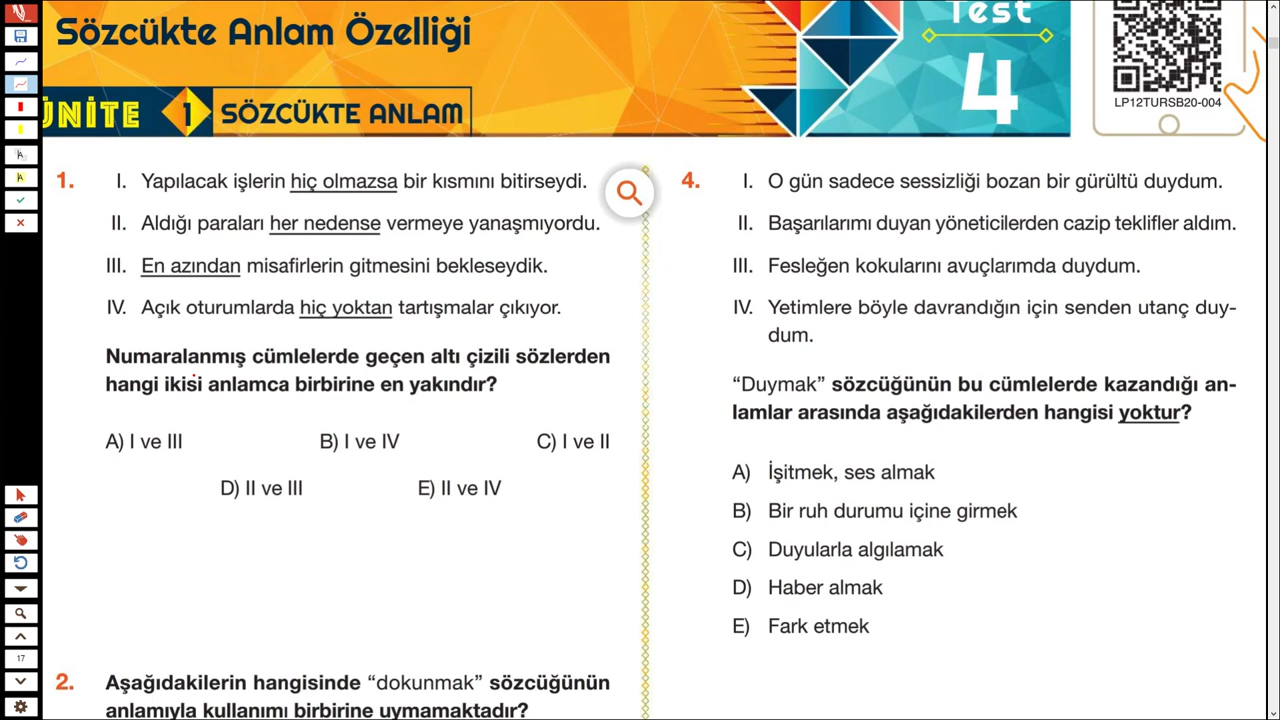 Sözcükte Anlam Özelliği
Test
4
ÜNİTE 1 SÖZCÜKTE ANLAM
LP12TURSB20-004
1. I. Yapılacak işlerin hiç olmazsa bir kısmını bitirseydi.
II. Aldığı paraları her nedense vermeye yanaşmıyordu.
III. En azından misafirlerin gitmesini bekleseydik.
IV. Açık oturumlarda hiç yoktan tartışmalar çıkıyor.
Numaralanmış cümlelerde geçen altı çizili sözlerden
hangi ikisi anlamca birbirine en yakındır?
A) I ve III B) I ve IV C) I ve II
D) II ve III E) II ve IV
2. Aşağıdakilerin hangisinde “dokunmak” sözcüğünün
anlamıyla kullanımı birbirine uymamaktadır?
4. I. O gün sadece sessizliği bozan bir gürültü duydum.
II. Başarılarımı duyan yöneticilerden cazip teklifler aldım.
III. Fesleğen kokularını avuçlarımda duydum.
IV. Yetimlere böyle davrandığın için senden utanç duy-
dum.
“Duymak” sözcüğünün bu cümlelerde kazandığı an-
lamlar arasında aşağıdakilerden hangisi yoktur?
A) İşitmek, ses almak
B) Bir ruh durumu içine girmek
C) Duyularla algılamak
D) Haber almak
E) Fark etmek
17